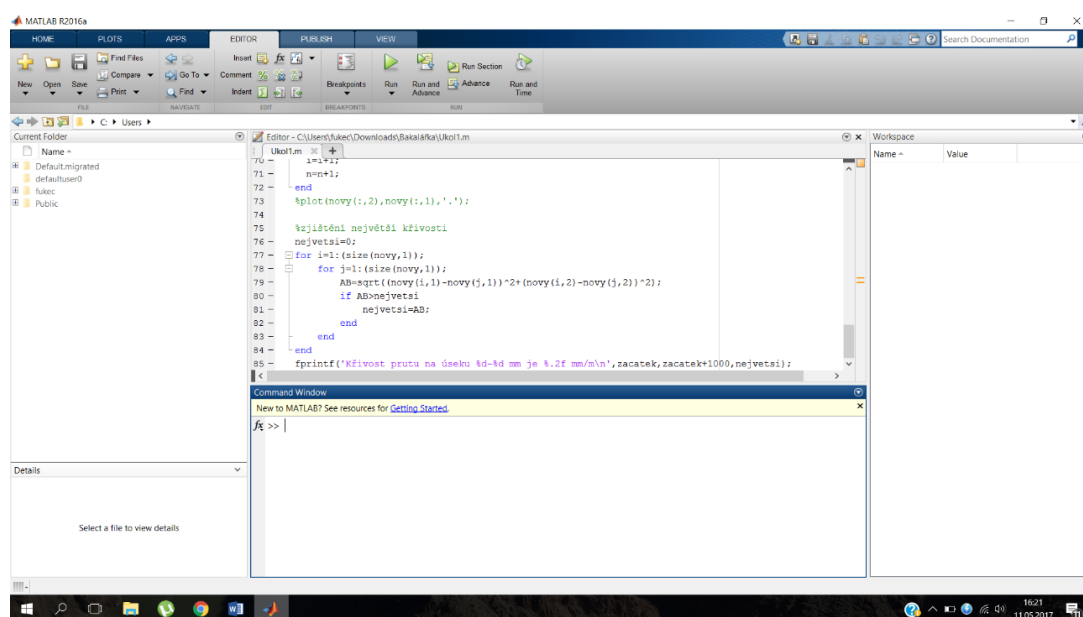 MATLAB R2016a
HOME PLOTS APPS EDITOR PUBLISH VIEW
Search Documentation
New Open Save Find Files Compare Print
Go To Find
Insert fx
Comment
Indent
Breakpoints
Run
Run and Advance
Run Section
Advance
Run and Time
FILE NAVIGATE EDIT BREAKPOINTS RUN
C: Users
Current Folder
Name
Default.migrated
defaultuser0
fukec
Public
Details
Select a file to view details
Editor - C:\Users\fukec\Downloads\Bakalářka\Ukol1.m
Ukol1.m
70 i=i+1;
71 n=n+1;
72 end
73 %plot(novy(:,2),novy(:,1),'.');
74
75 %zjištění největší křivosti
76 nejvetsi=0;
77 for i=1:(size(novy,1));
78 for j=1:(size(novy,1));
79 AB=sqrt((novy(i,1)-novy(j,1))^2+(novy(i,2)-novy(j,2))^2);
80 if AB>nejvetsi
81 nejvetsi=AB;
82 end
83 end
84 end
85 fprintf('Křivost prutu na úseku %d-%d mm je %.2f mm/m\n',zacatek,zacatek+1000,nejvetsi);
Command Window
New to MATLAB? See resources for Getting Started.
fx >>
Workspace
Name Value
16:21
11.05.2017